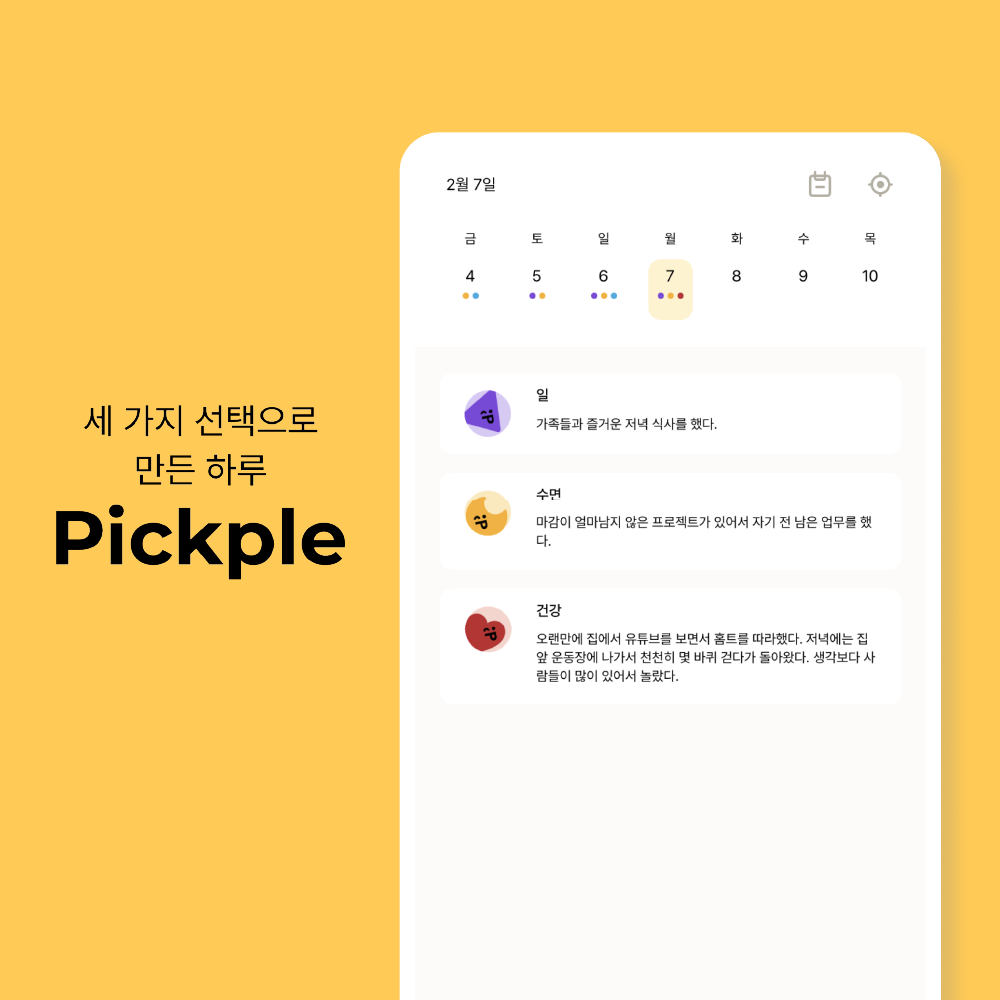 세 가지 선택으로
만든 하루
Pickple
2월 7일
금 토 일 월 화 수 목
4 5 6 7 8 9 10
일
가족들과 즐거운 저녁 식사를 했다.
수면
마감이 얼마남지 않은 프로젝트가 있어서 자기 전 남은 업무를 했
다.
건강
오랜만에 집에서 유튜브를 보면서 홈트를 따라했다. 저녁에는 집
앞 운동장에 나가서 천천히 몇 바퀴 걷다가 돌아왔다. 생각보다 사
람들이 많이 있어서 놀랐다.